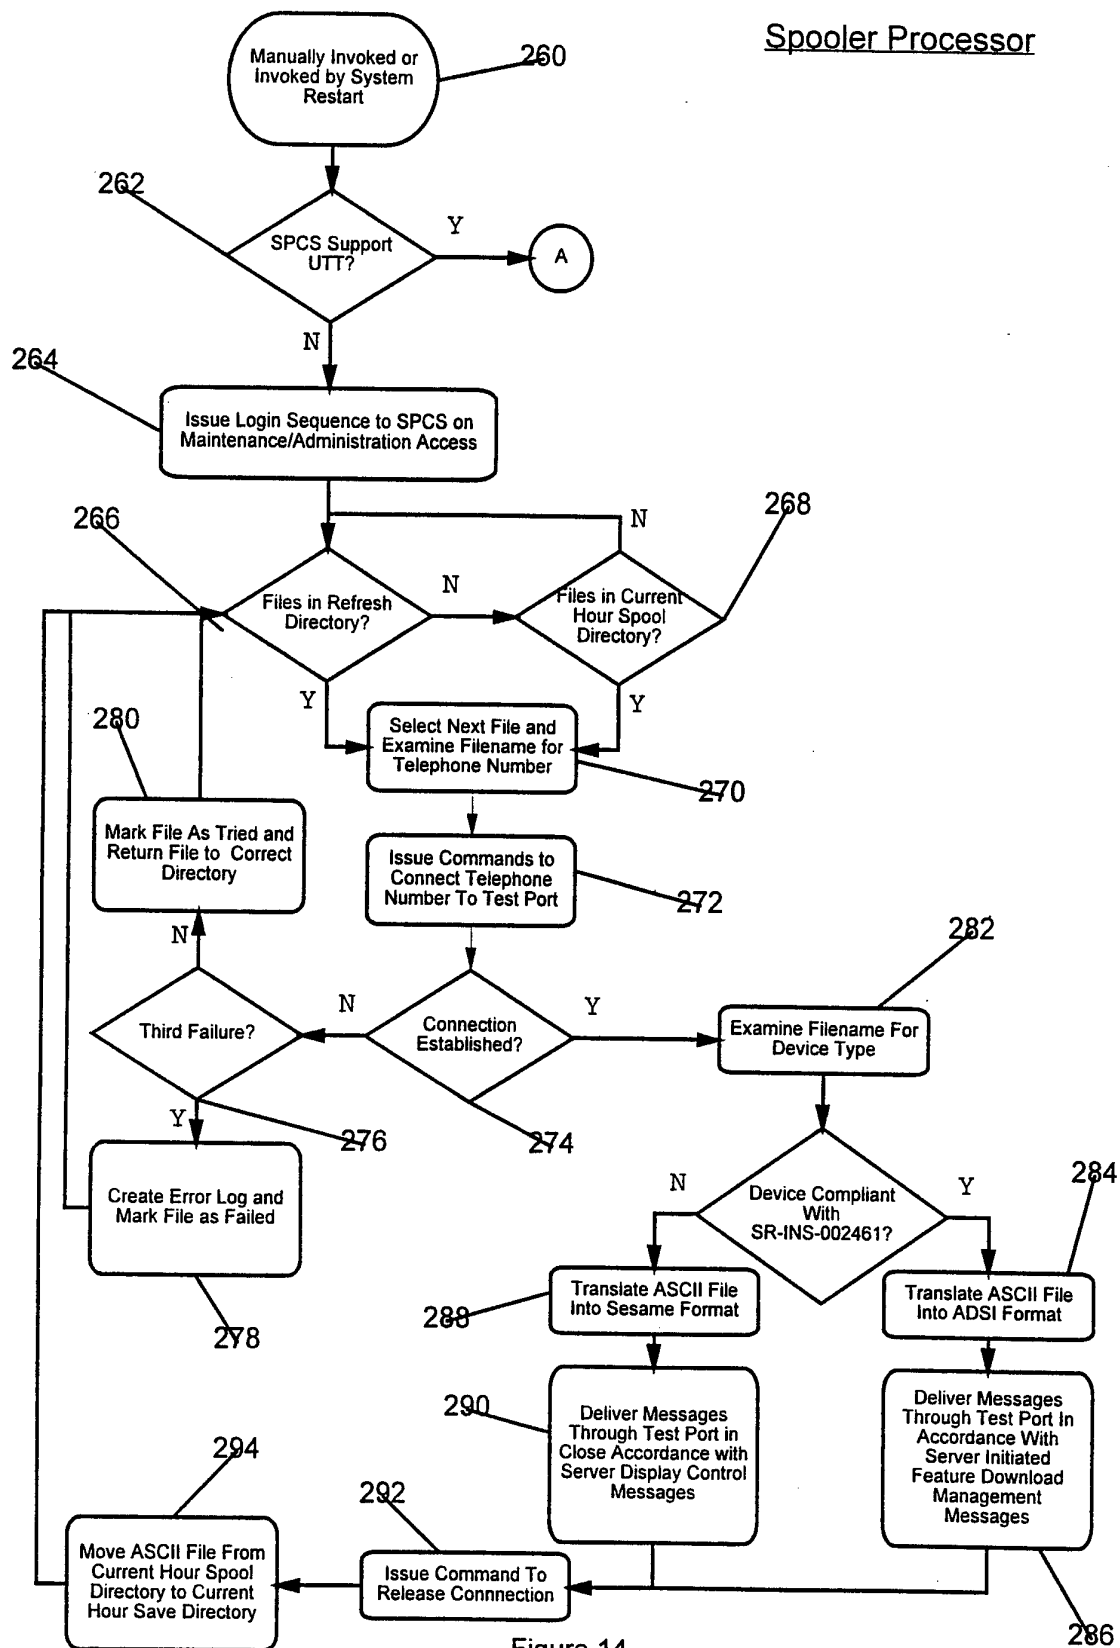 Spooler Processor
Manually Invoked or
Invoked by System
Restart
260
262
SPCS Support
UTT?
Y
A
N
264
Issue Login Sequence to SPCS on
Maintenance/Administration Access
266
268
N
Files in Refresh
Directory?
N
Files in Current
Hour Spool
Directory?
Y
Y
280
Select Next File and
Examine Filename for
Telephone Number
270
Mark File As Tried and
Return File to Correct
Directory
Issue Commands to
Connect Telephone
Number To Test Port
272
N
282
Third Failure?
N
Connection
Established?
Y
Examine Filename For
Device Type
Y
276
274
Create Error Log and
Mark File as Failed
278
N
Device Compliant
With
SR-INS-002461?
Y
284
288
Translate ASCII File
Into Sesame Format
Translate ASCII File
Into ADSI Format
290
Deliver Messages
Through Test Port in
Close Accordance with
Server Display Control
Messages
Deliver Messages
Through Test Port In
Accordance With
Server Initiated
Feature Download
Management
Messages
294
292
Move ASCII File From
Current Hour Spool
Directory to Current
Hour Save Directory
Issue Command To
Release Connnection
286
Figure 14